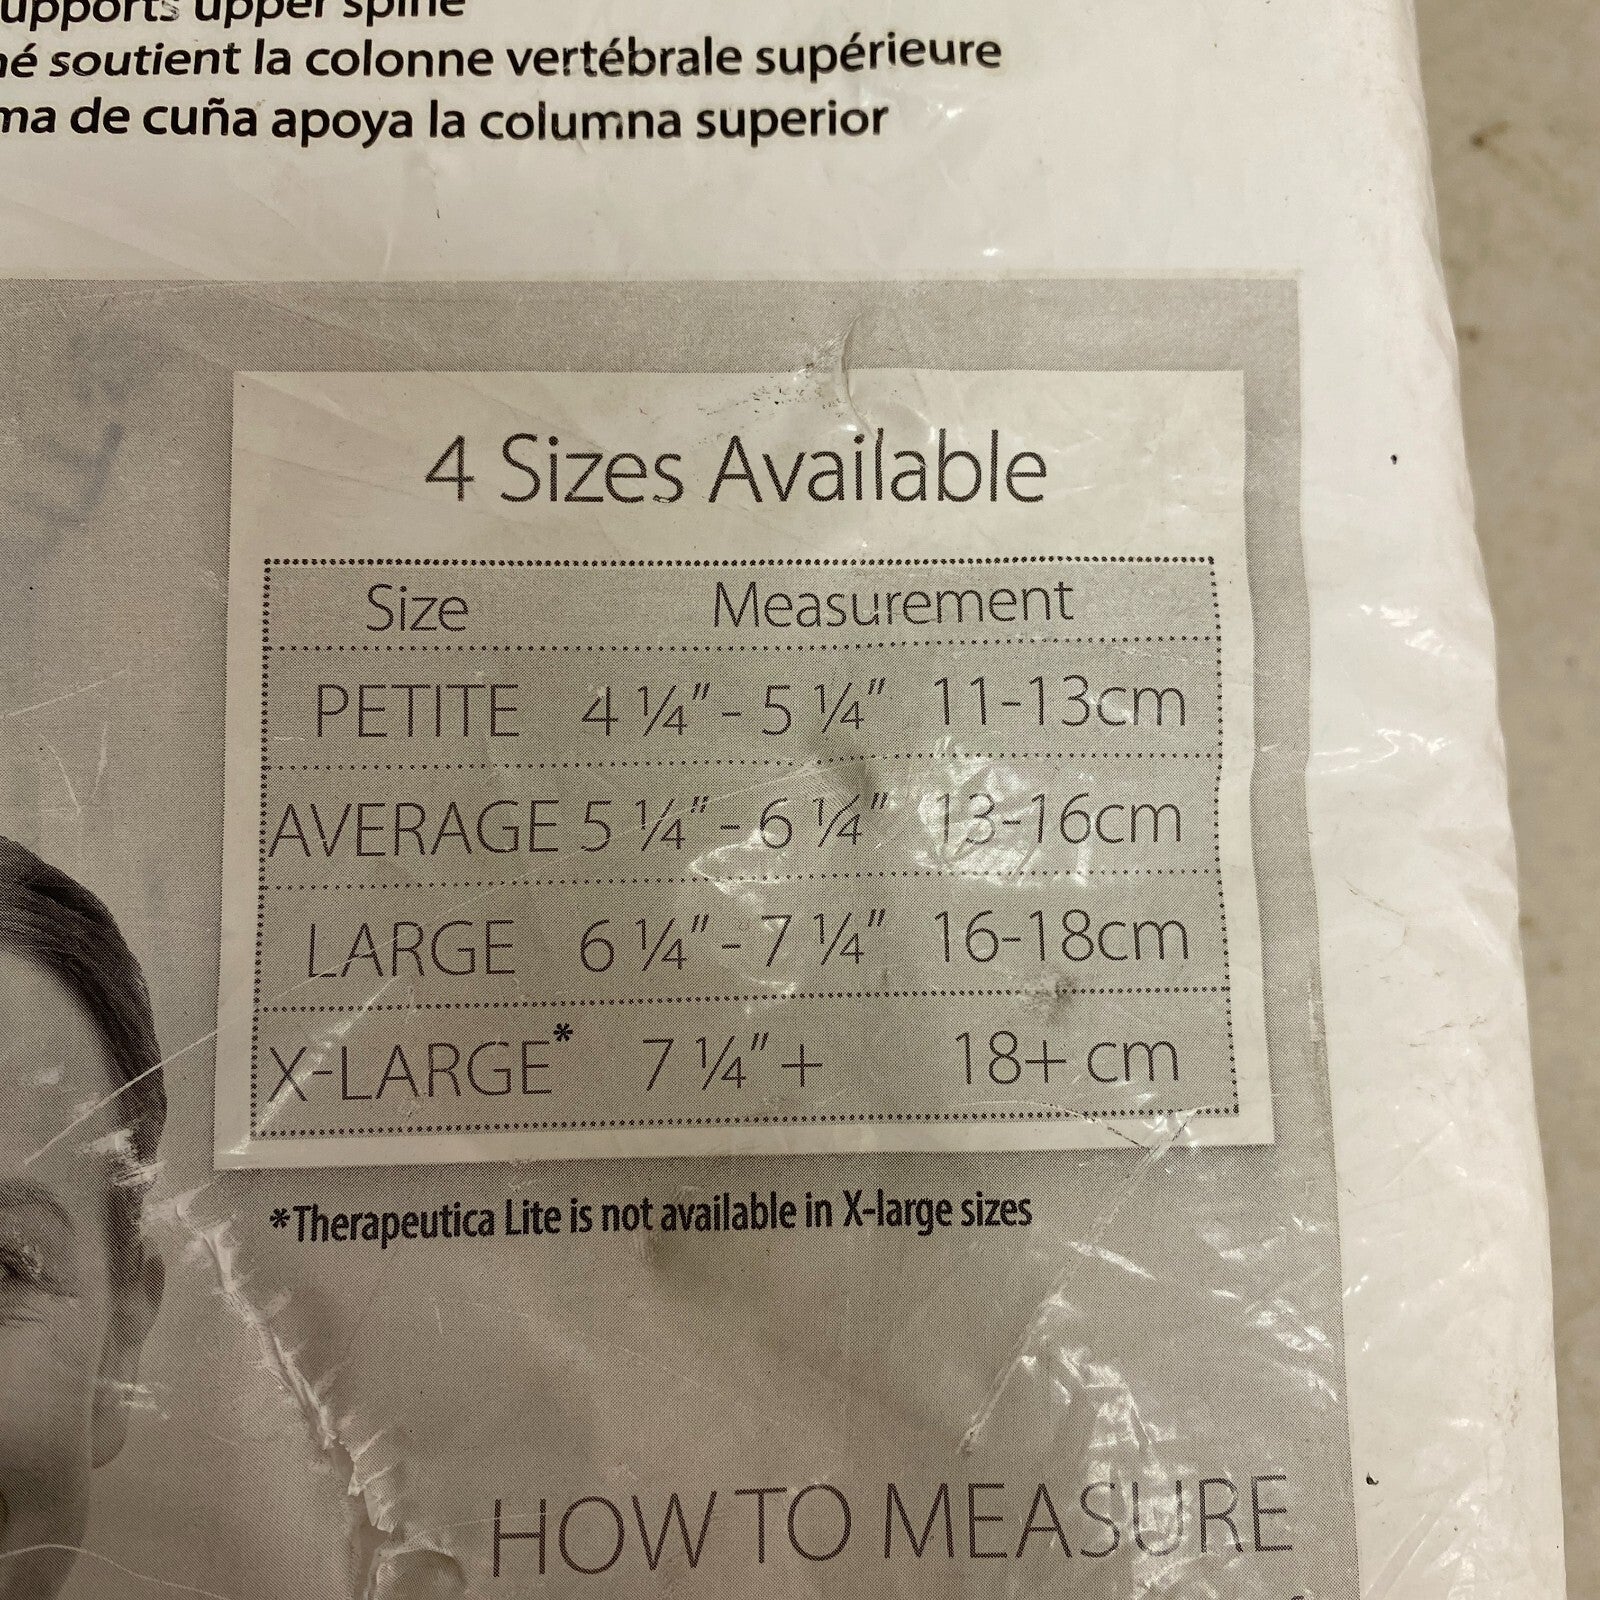 upports upper spine
né soutient la colonne vertébrale supérieure
ma de cuña apoya la columna superior
4 Sizes Available
Size Measurement
PETITE 4 ¼" - 5 ¼" 11-13cm
AVERAGE 5 ¼" - 6 ¼" 13-16cm
LARGE 6 ¼" - 7 ¼" 16-18cm
X-LARGE* 7 ¼" + 18+ cm
*Therapeutica Lite is not available in X-large sizes
HOW TO MEASURE